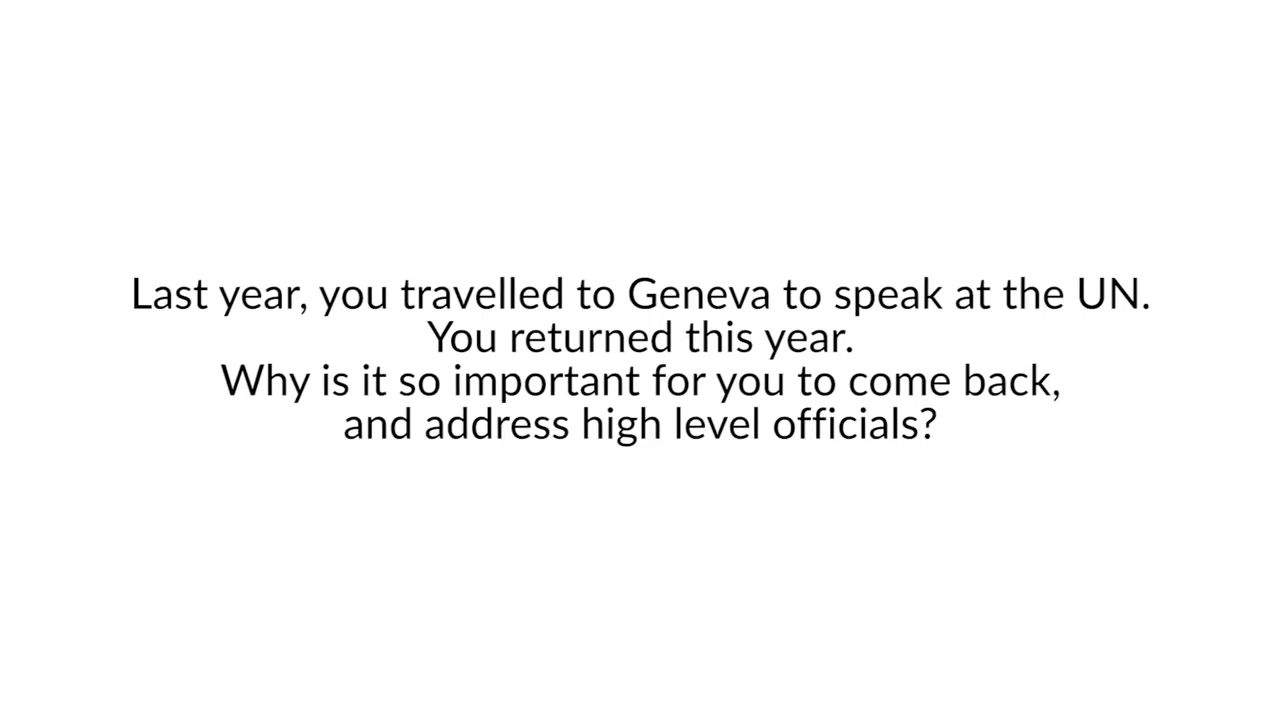 Last year, you travelled to Geneva to speak at the UN.
You returned this year.
Why is it so important for you to come back,
and address high level officials?